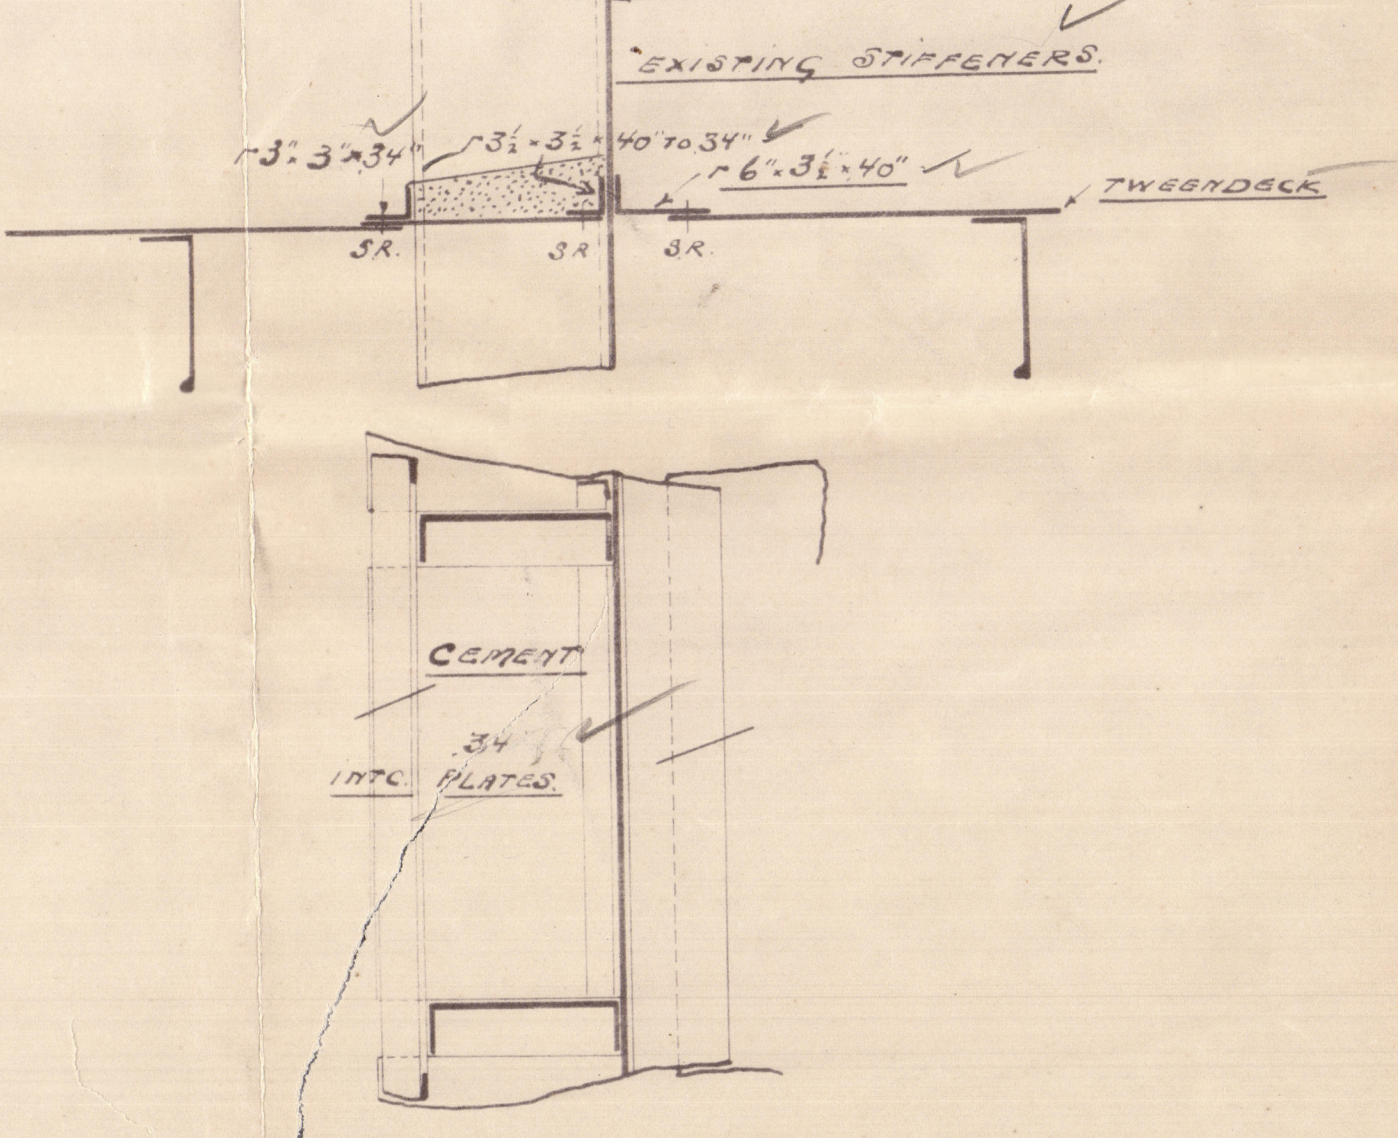 EXISTING STIFFENERS.
3" × 3" × 34"
3½ × 3½ × 40" TO 34"
6" × 3½ × 40"
TWEENDECK
S.R.
S.R
S.R.
CEMENT
34
INTC. PLATES.